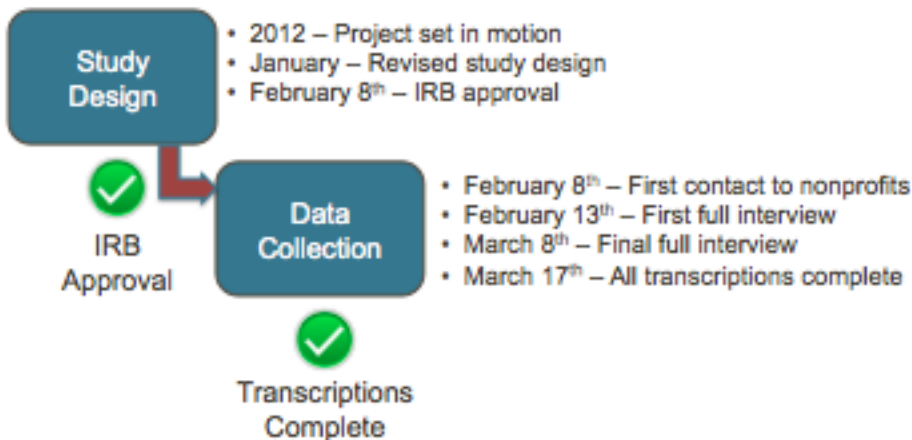 Study
Design
• 2012 – Project set in motion
• January – Revised study design
• February 8th – IRB approval
IRB
Approval
Data
Collection
• February 8th – First contact to nonprofits
• February 13th – First full interview
• March 8th – Final full interview
• March 17th – All transcriptions complete
Transcriptions
Complete